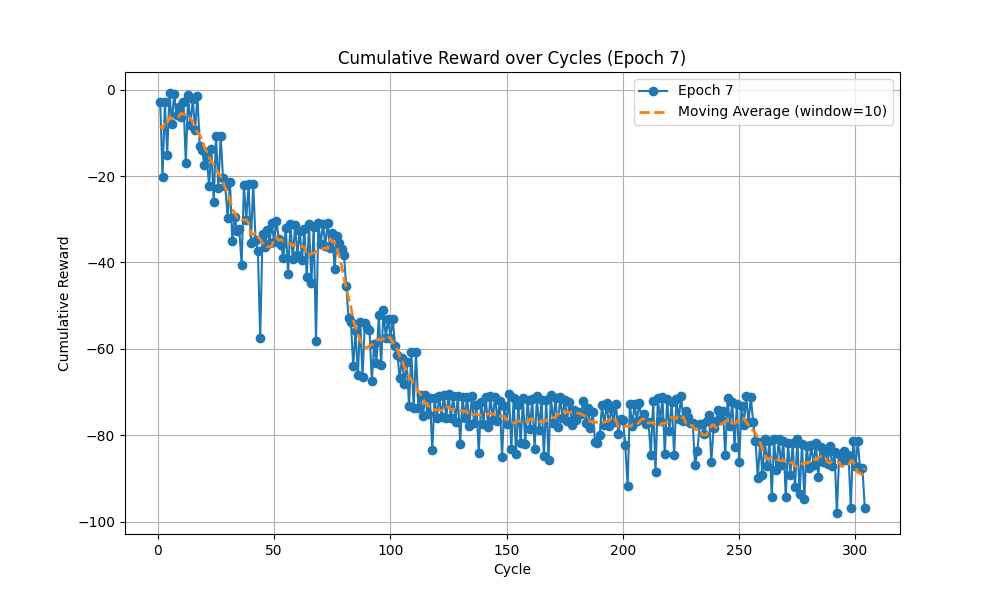 Cumulative Reward over Cycles (Epoch 7)
Epoch 7
Moving Average (window=10)
Cumulative Reward
0
−20
−40
−60
−80
−100
0 50 100 150 200 250 300
Cycle